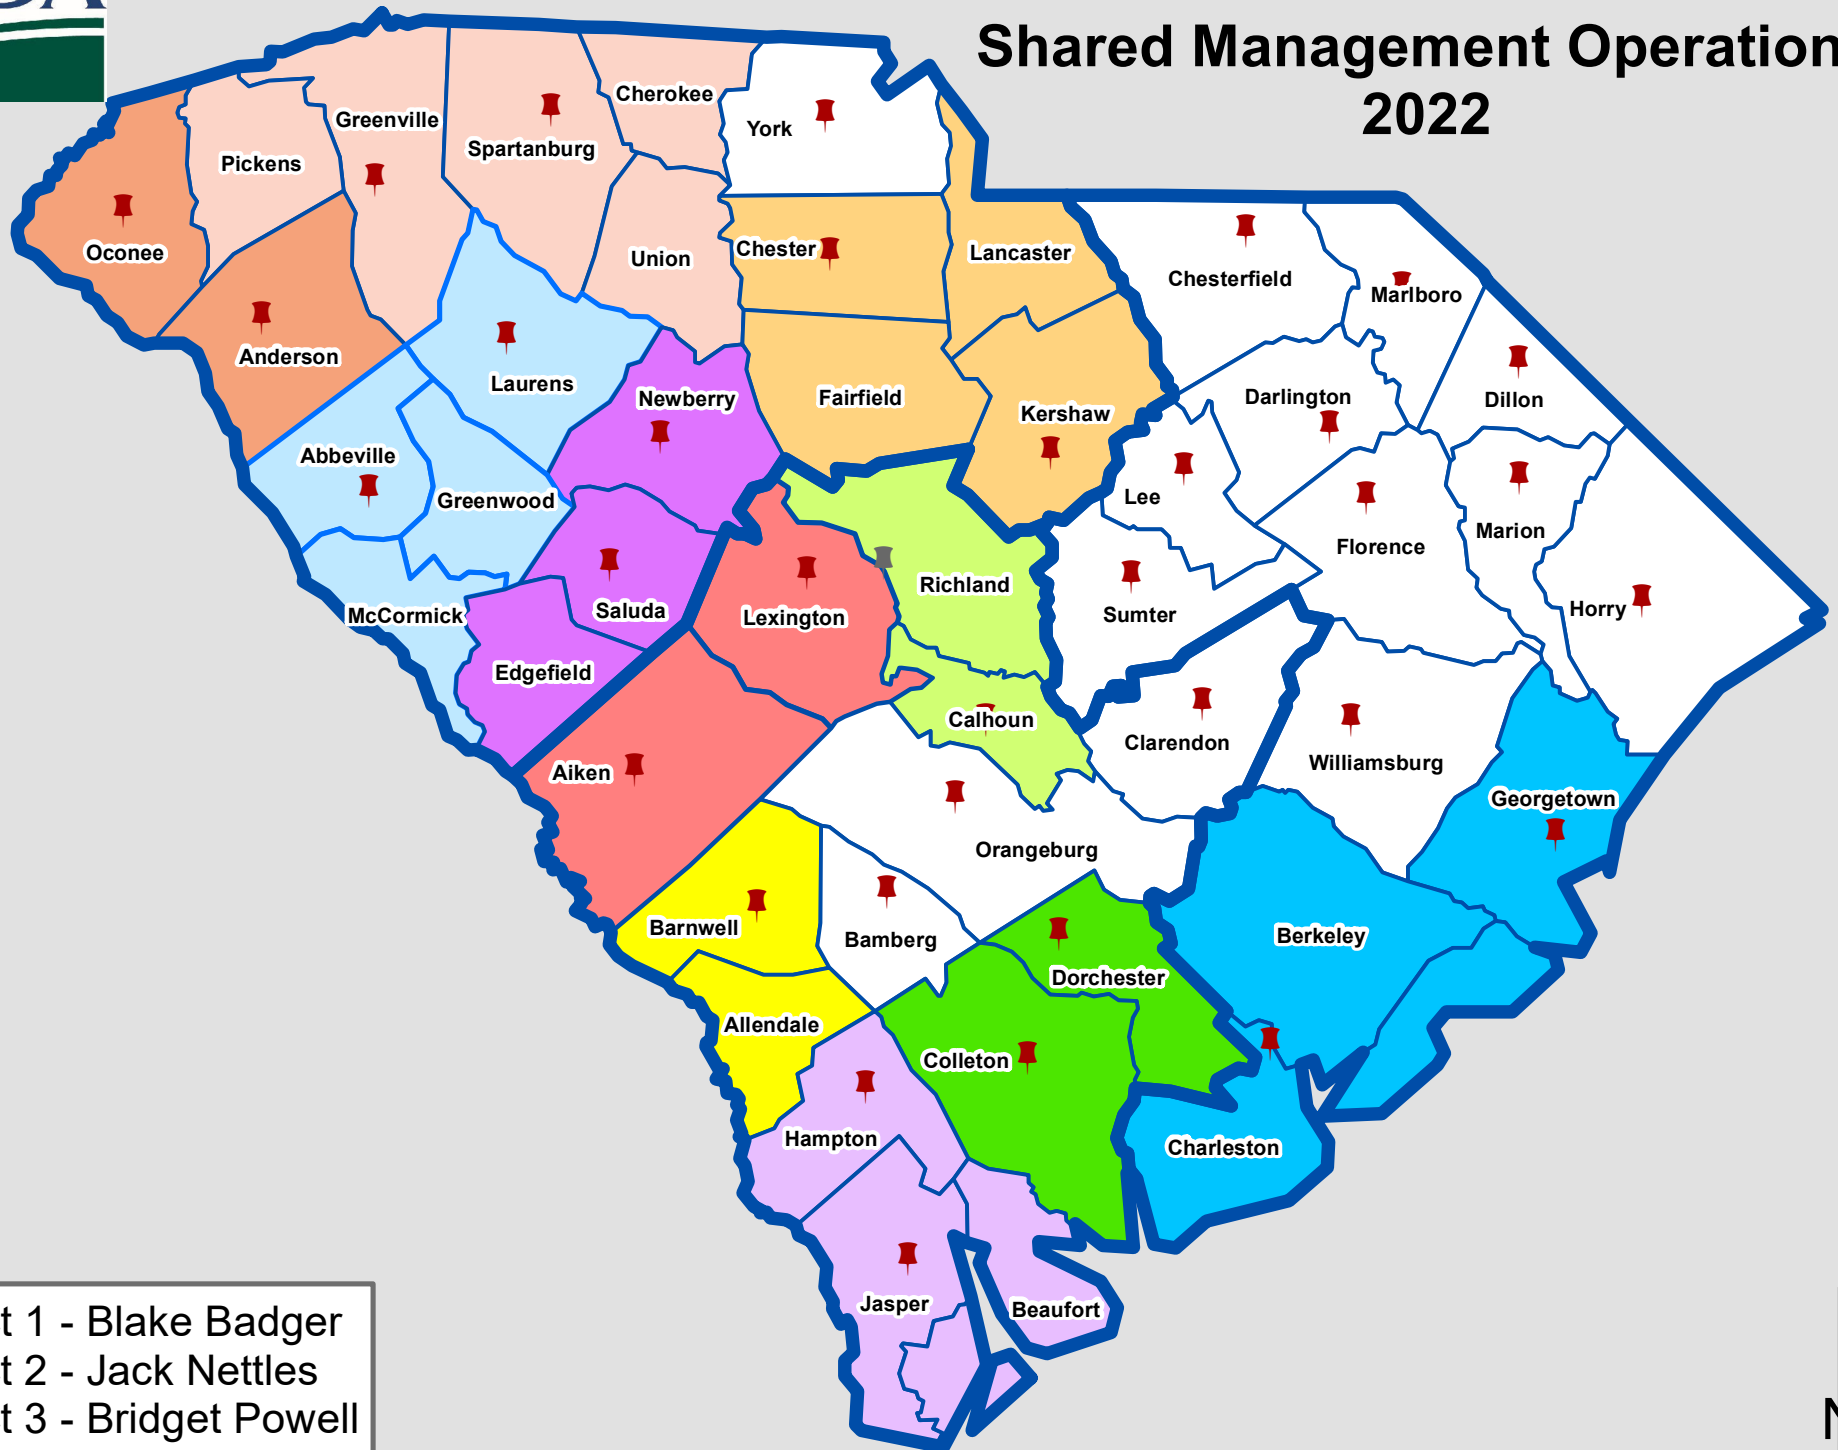 Shared Management Operation
2022
Cherokee
Greenville
York
Spartanburg
Pickens
Oconee
Union
Chester
Lancaster
Chesterfield
Marlboro
Anderson
Laurens
Newberry
Fairfield
Kershaw
Darlington
Dillon
Abbeville
Greenwood
Lee
Marion
Florence
Richland
McCormick
Saluda
Lexington
Sumter
Horry
Edgefield
Calhoun
Clarendon
Williamsburg
Aiken
Georgetown
Orangeburg
Barnwell
Bamberg
Berkeley
Dorchester
Allendale
Colleton
Hampton
Charleston
Jasper
Beaufort
t 1 - Blake Badger
t 2 - Jack Nettles
t 3 - Bridget Powell